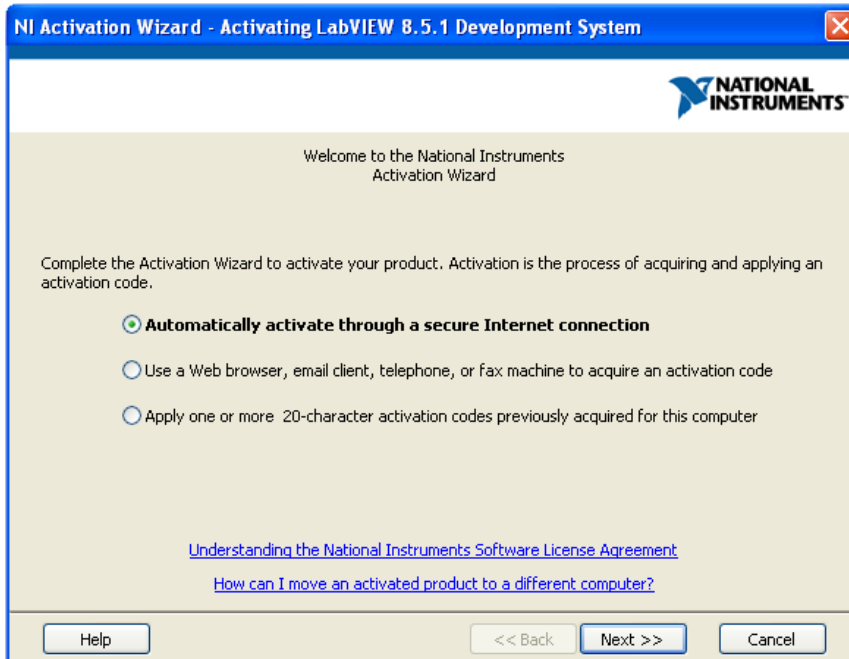 NI Activation Wizard - Activating LabVIEW 8.5.1 Development System
NATIONAL
INSTRUMENTS™
Welcome to the National Instruments
Activation Wizard
Complete the Activation Wizard to activate your product. Activation is the process of acquiring and applying an
activation code.
Automatically activate through a secure Internet connection
Use a Web browser, email client, telephone, or fax machine to acquire an activation code
Apply one or more  20-character activation codes previously acquired for this computer
Understanding the National Instruments Software License Agreement
How can I move an activated product to a different computer?
Help
<< Back
Next >>
Cancel